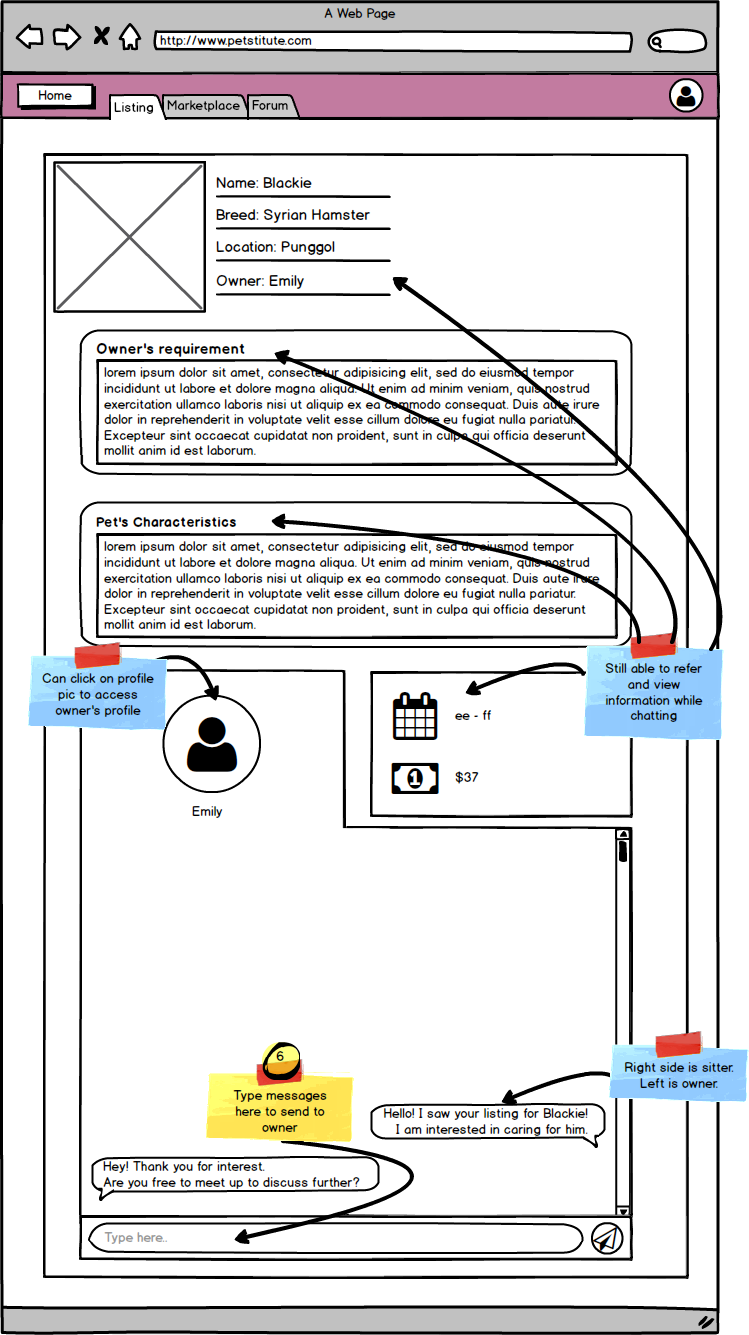 A Web Page
http://www.petstitute.com
Home
Listing
Marketplace
Forum
Name: Blackie
Breed: Syrian Hamster
Location: Punggol
Owner: Emily
Owner's requirement
lorem ipsum dolor sit amet, consectetur adipisicing elit, sed do eiusmod tempor
incididunt ut labore et dolore magna aliqua. Ut enim ad minim veniam, quis nostrud
exercitation ullamco laboris nisi ut aliquip ex ea commodo consequat. Duis aute irure
dolor in reprehenderit in voluptate velit esse cillum dolore eu fugiat nulla pariatur.
Excepteur sint occaecat cupidatat non proident, sunt in culpa qui officia deserunt
mollit anim id est laborum.
Pet's Characteristics
lorem ipsum dolor sit amet, consectetur adipisicing elit, sed do eiusmod tempor
incididunt ut labore et dolore magna aliqua. Ut enim ad minim veniam, quis nostrud
exercitation ullamco laboris nisi ut aliquip ex ea commodo consequat. Duis aute irure
dolor in reprehenderit in voluptate velit esse cillum dolore eu fugiat nulla pariatur.
Excepteur sint occaecat cupidatat non proident, sunt in culpa qui officia deserunt
mollit anim id est laborum.
Can click on profile
pic to access
owner's profile
Still able to refer
and view
information while
chatting
Emily
ee - ff
1
$37
6
Type messages
here to send to
owner
Right side is sitter.
Left is owner.
Hello! I saw your listing for Blackie!
I am interested in caring for him.
Hey! Thank you for interest.
Are you free to meet up to discuss further?
Type here..